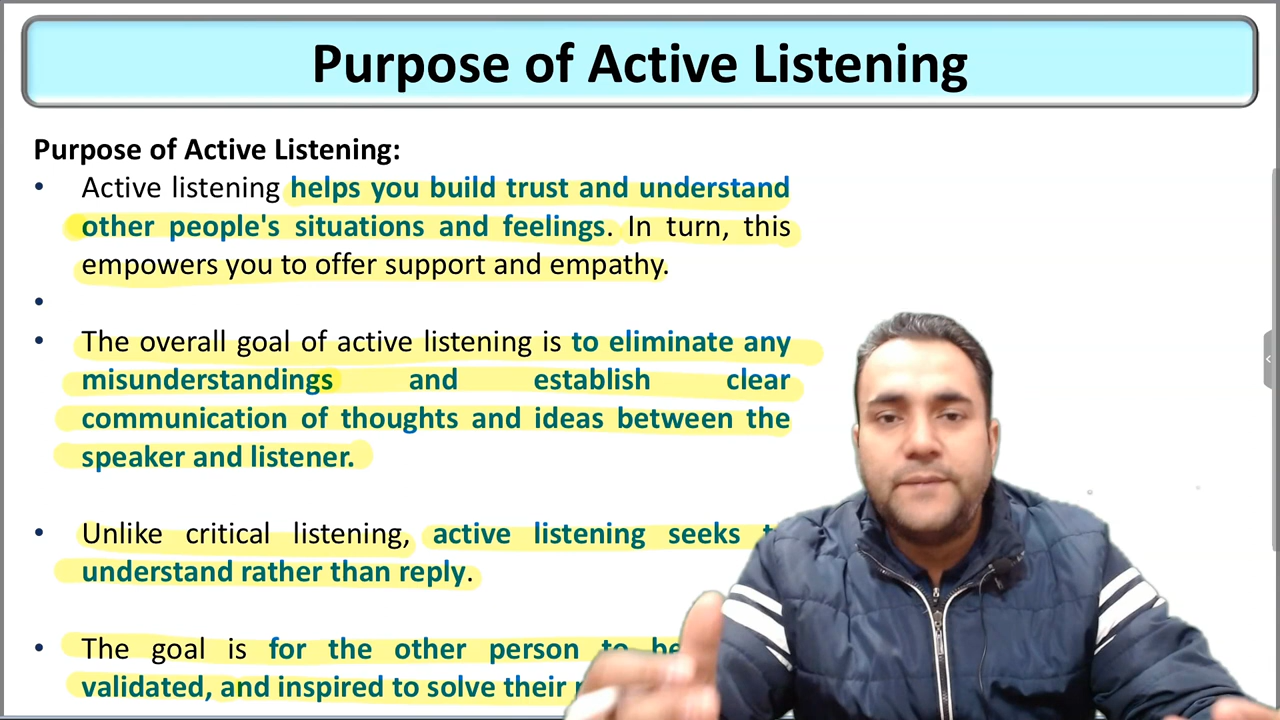 Purpose of Active Listening
Purpose of Active Listening:
• Active listening helps you build trust and understand
other people's situations and feelings. In turn, this
empowers you to offer support and empathy.
•
• The overall goal of active listening is to eliminate any
misunderstandings and establish clear
communication of thoughts and ideas between the
speaker and listener.
• Unlike critical listening, active listening seeks
understand rather than reply.
• The goal is for the other person to be
validated, and inspired to solve their